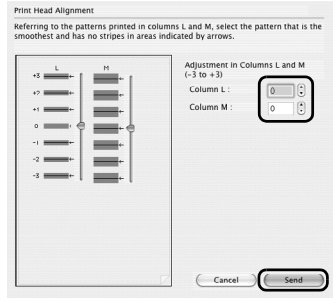 Print Head Alignment
Referring to the patterns printed in columns L and M, select the pattern that is the
smoothest and has no stripes in areas indicated by arrows.
L M
+3
+2
+1
0
-1
-2
-3
Adjustment in Columns L and M
(-3 to +3)
Column L : 0
Column M : 0
Cancel Send